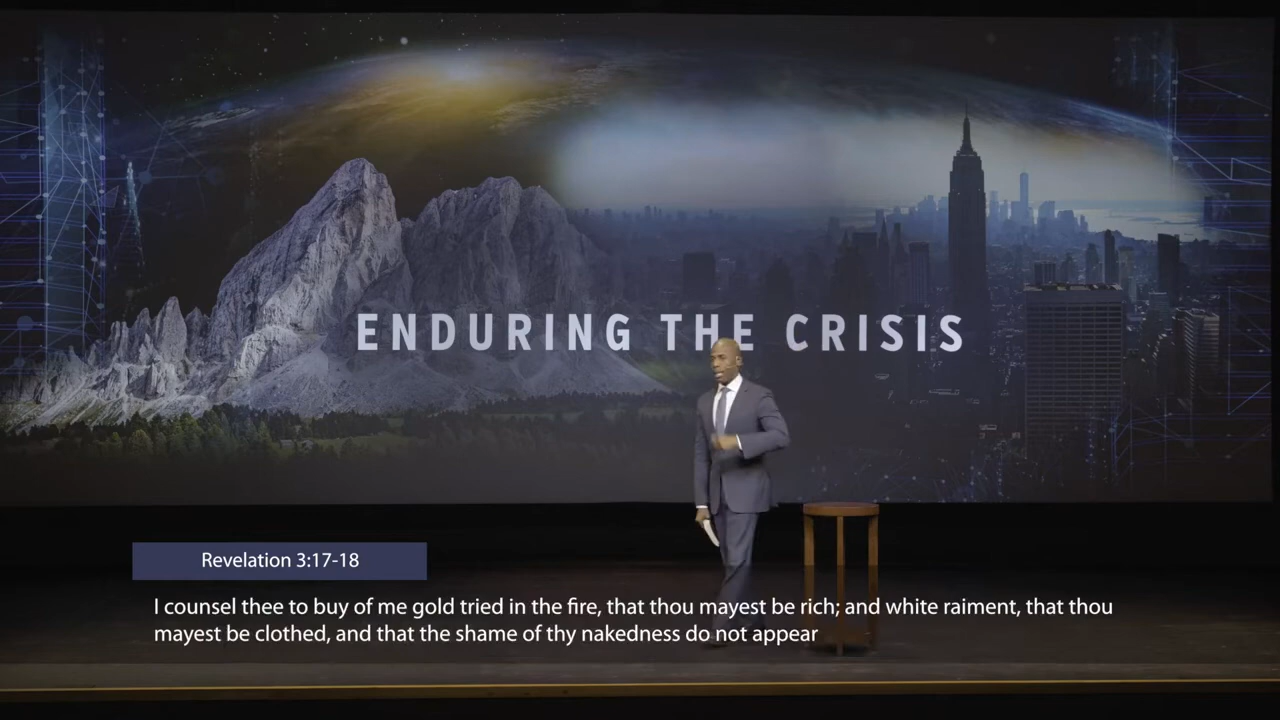 ENDURING THE CRISIS
Revelation 3:17-18
I counsel thee to buy of me gold tried in the fire, that thou mayest be rich; and white raiment, that thou
mayest be clothed, and that the shame of thy nakedness do not appear